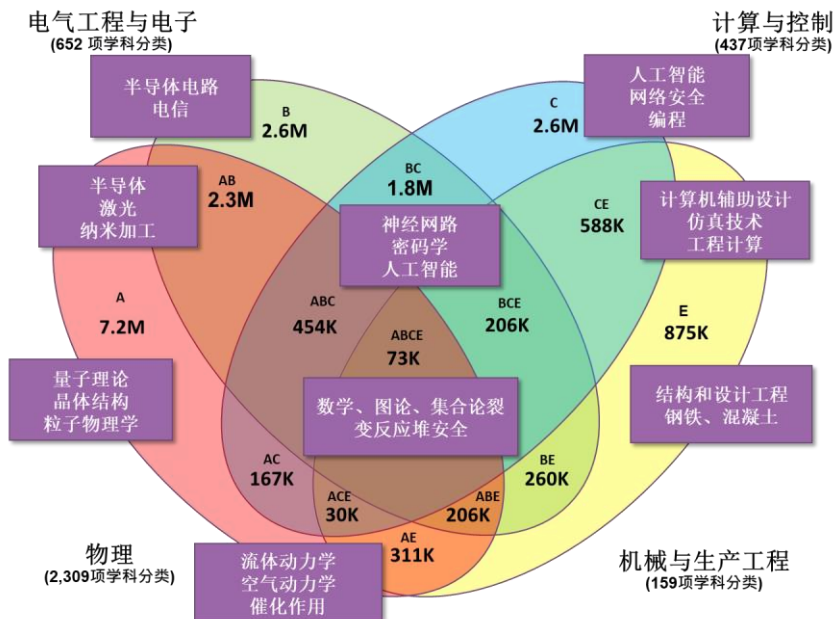 电气工程与电子
(652 项学科分类)
计算与控制
(437项学科分类)
半导体电路
电信
B
2.6M
C
2.6M
人工智能
网络安全
编程
半导体
激光
纳米加工
AB
2.3M
BC
1.8M
CE
588K
计算机辅助设计
仿真技术
工程计算
神经网路
密码学
人工智能
A
7.2M
ABC
454K
ABCE
73K
BCE
206K
E
875K
量子理论
晶体结构
粒子物理学
数学、图论、集合论裂
变反应堆安全
结构和设计工程
钢铁、混凝土
AC
167K
BE
260K
ACE
30K
ABE
206K
AE
311K
物理
(2,309项学科分类)
流体动力学
空气动力学
催化作用
机械与生产工程
(159项学科分类)